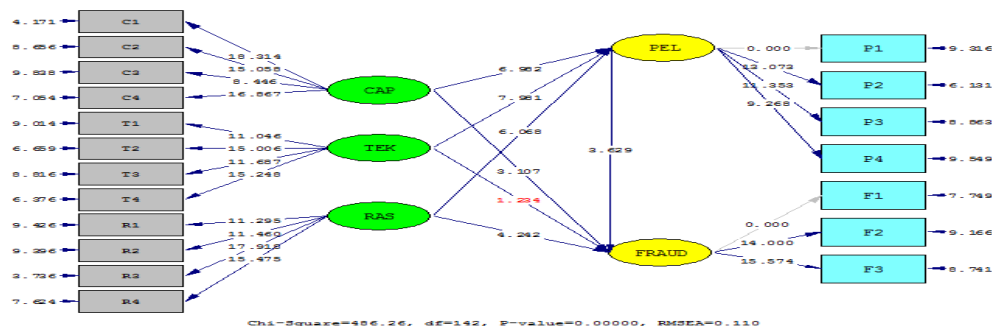 4.171 C1
8.656 C2
9.838 C3
7.054 C4
9.014 T1
6.659 T2
8.816 T3
6.376 T4
9.426 R1
9.396 R2
3.736 R3
7.624 R4
18.314
15.058
8.446
16.867
11.046
15.006
11.687
15.248
11.295
11.460
17.918
15.475
CAP
TEK
RAS
6.982
7.981
6.068
3.107
1.234
4.242
3.629
PEL
FRAUD
0.000
13.073
11.353
9.268
0.000
14.000
15.574
P1 9.316
P2 6.131
P3 8.863
P4 9.549
F1 7.749
F2 9.166
F3 8.741
Chi-Square=486.26, df=142, P-value=0.00000, RMSEA=0.110